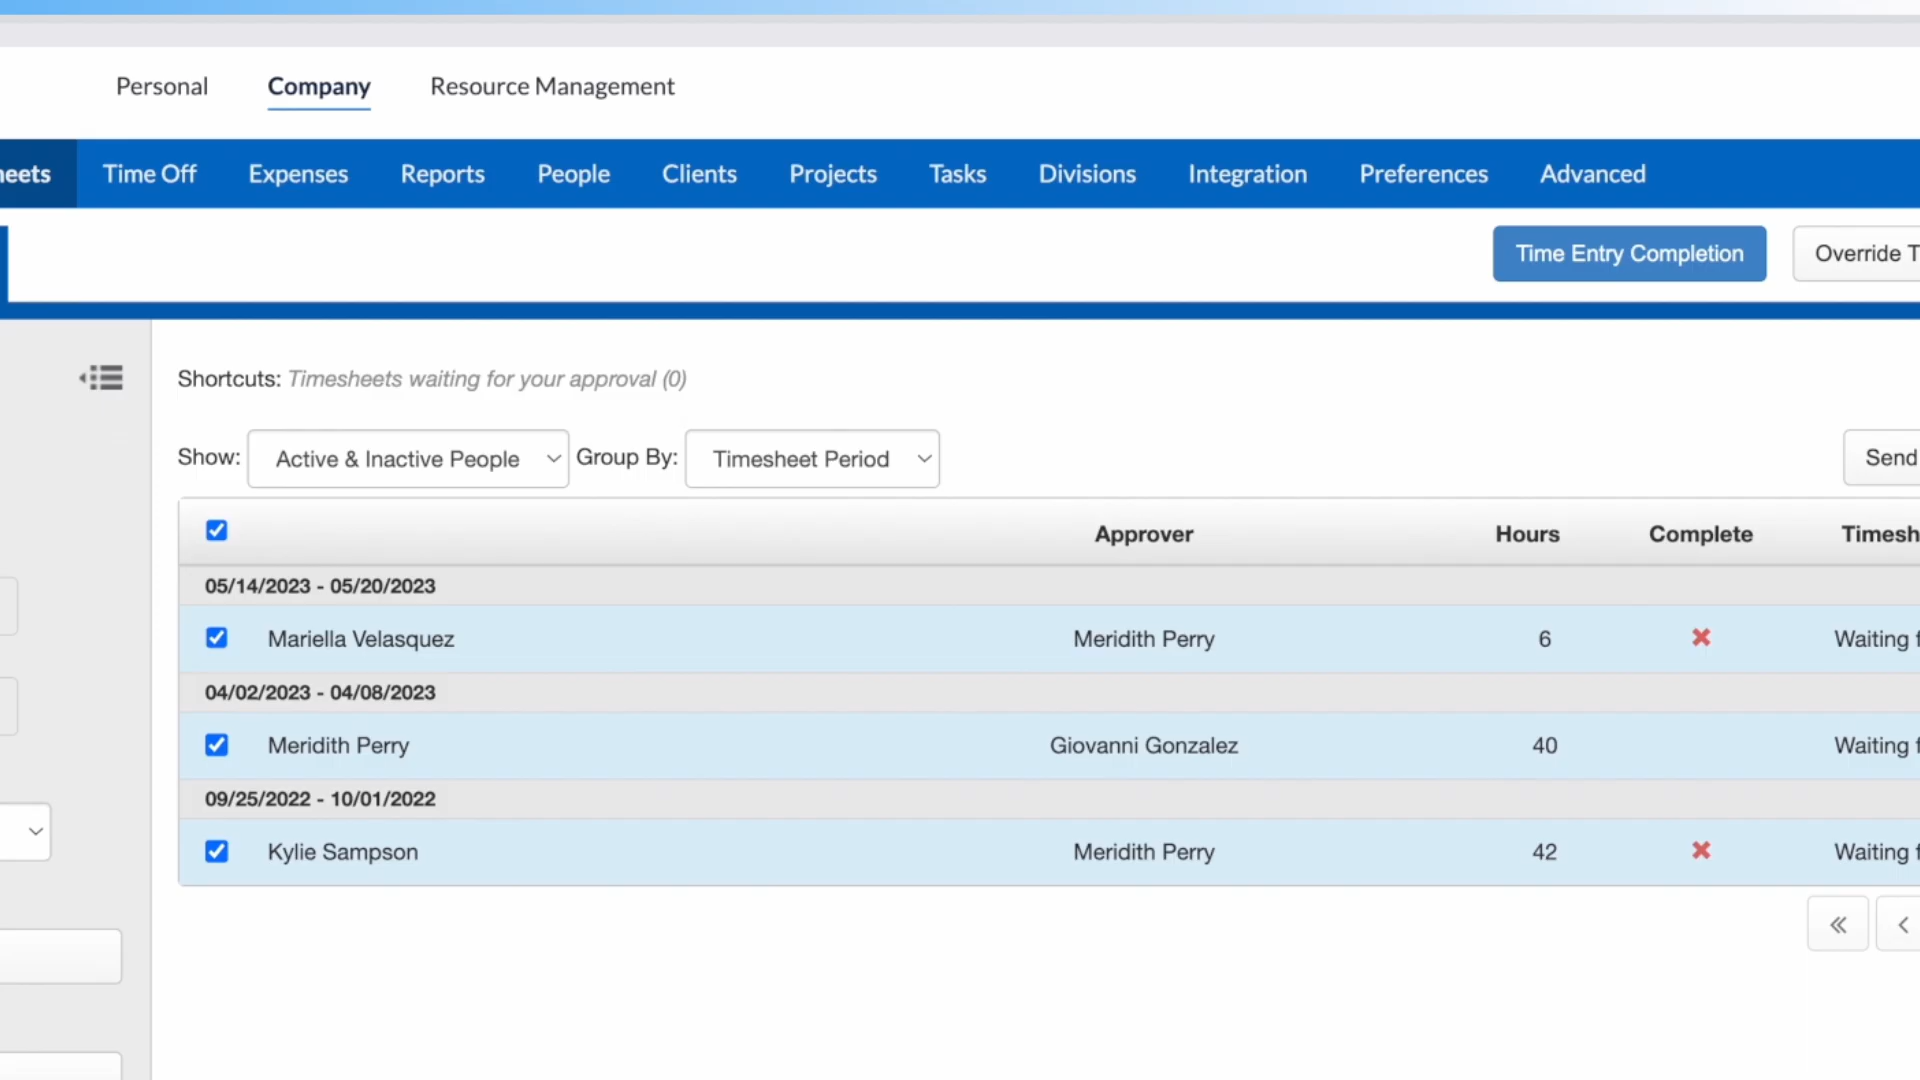 Personal Company Resource Management
heets Time Off Expenses Reports People Clients Projects Tasks Divisions Integration Preferences Advanced
Time Entry Completion Override T
Shortcuts: Timesheets waiting for your approval (0)
Show: Active & Inactive People Group By: Timesheet Period Send
Approver Hours Complete Timesh
05/14/2023 - 05/20/2023
Mariella Velasquez Meridith Perry 6 Waiting f
04/02/2023 - 04/08/2023
Meridith Perry Giovanni Gonzalez 40 Waiting f
09/25/2022 - 10/01/2022
Kylie Sampson Meridith Perry 42 Waiting f